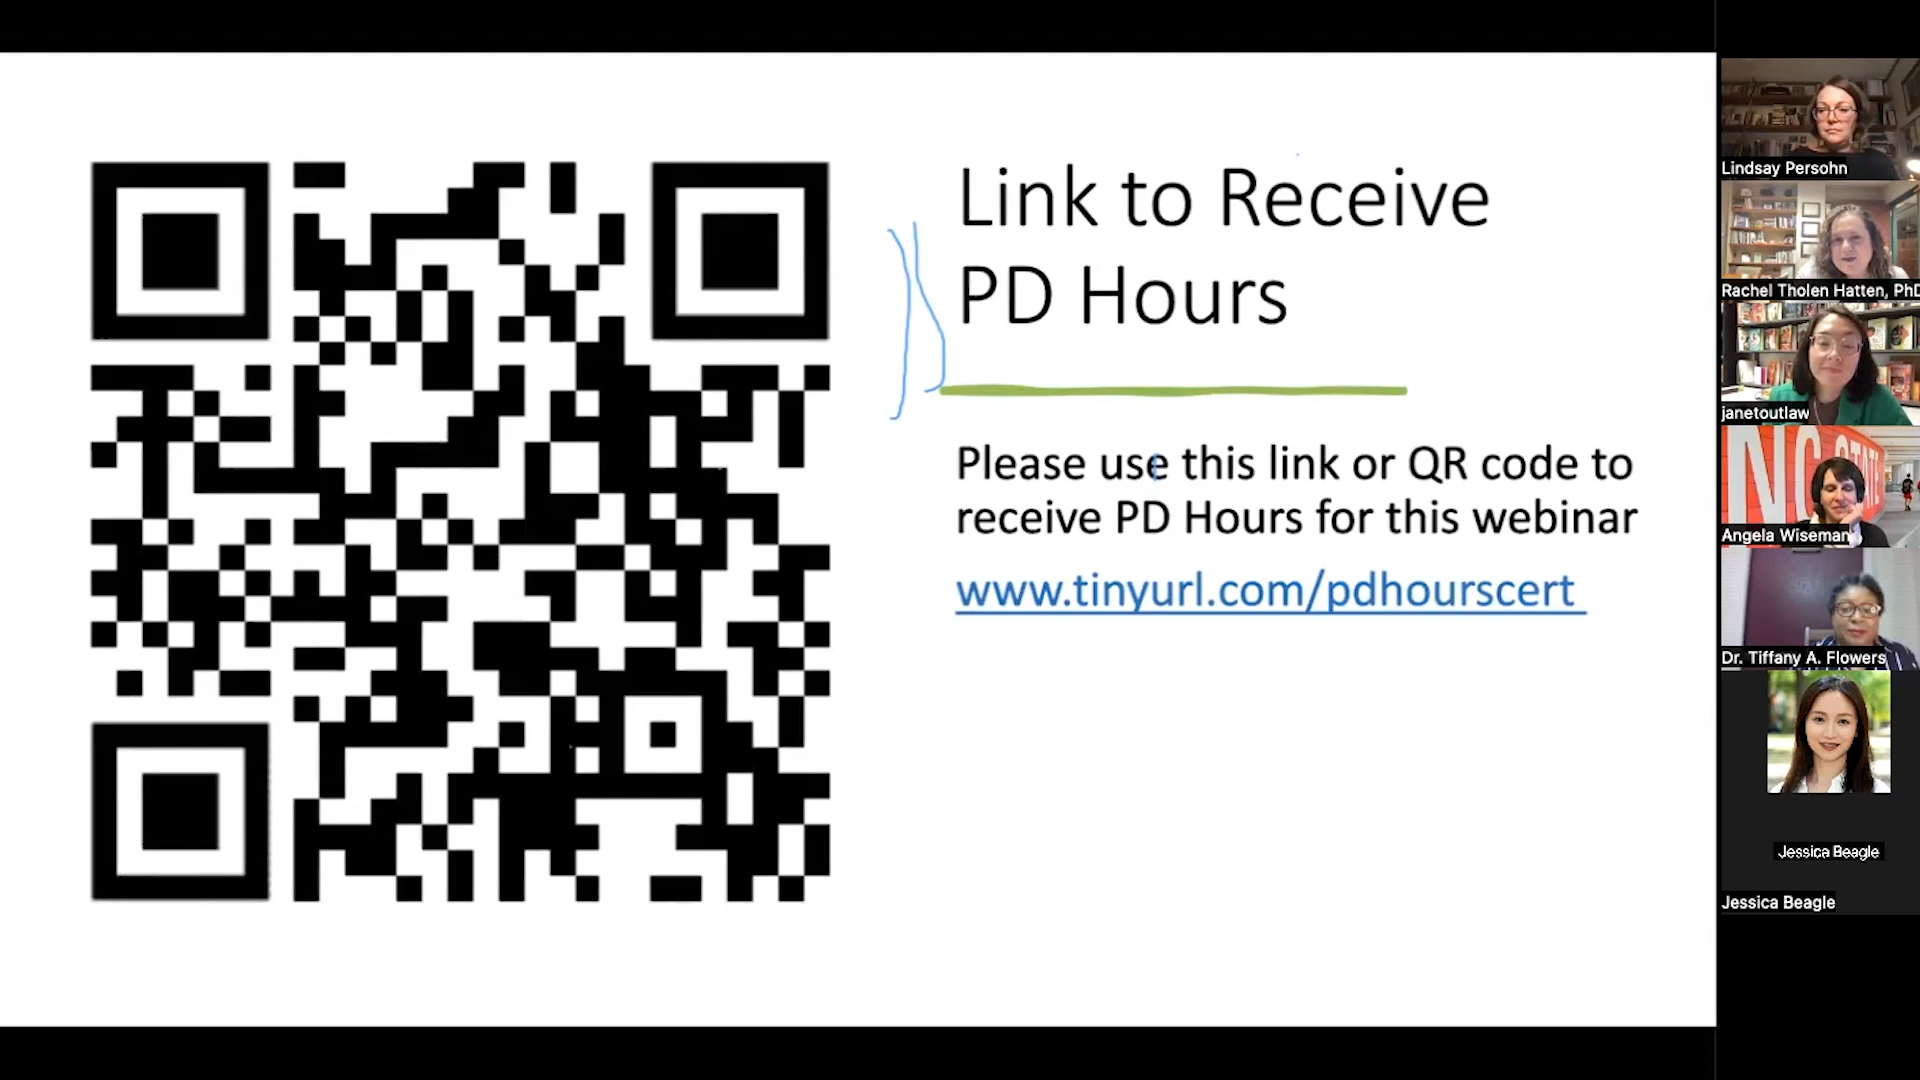 Link to Receive
PD Hours
Please use this link or QR code to
receive PD Hours for this webinar
www.tinyurl.com/pdhourscert
Lindsay Persohn
Rachel Tholen Hatten, PhD
janetoutlaw
NC STATE
Angela Wiseman
Dr. Tiffany A. Flowers
Jessica Beagle
Jessica Beagle